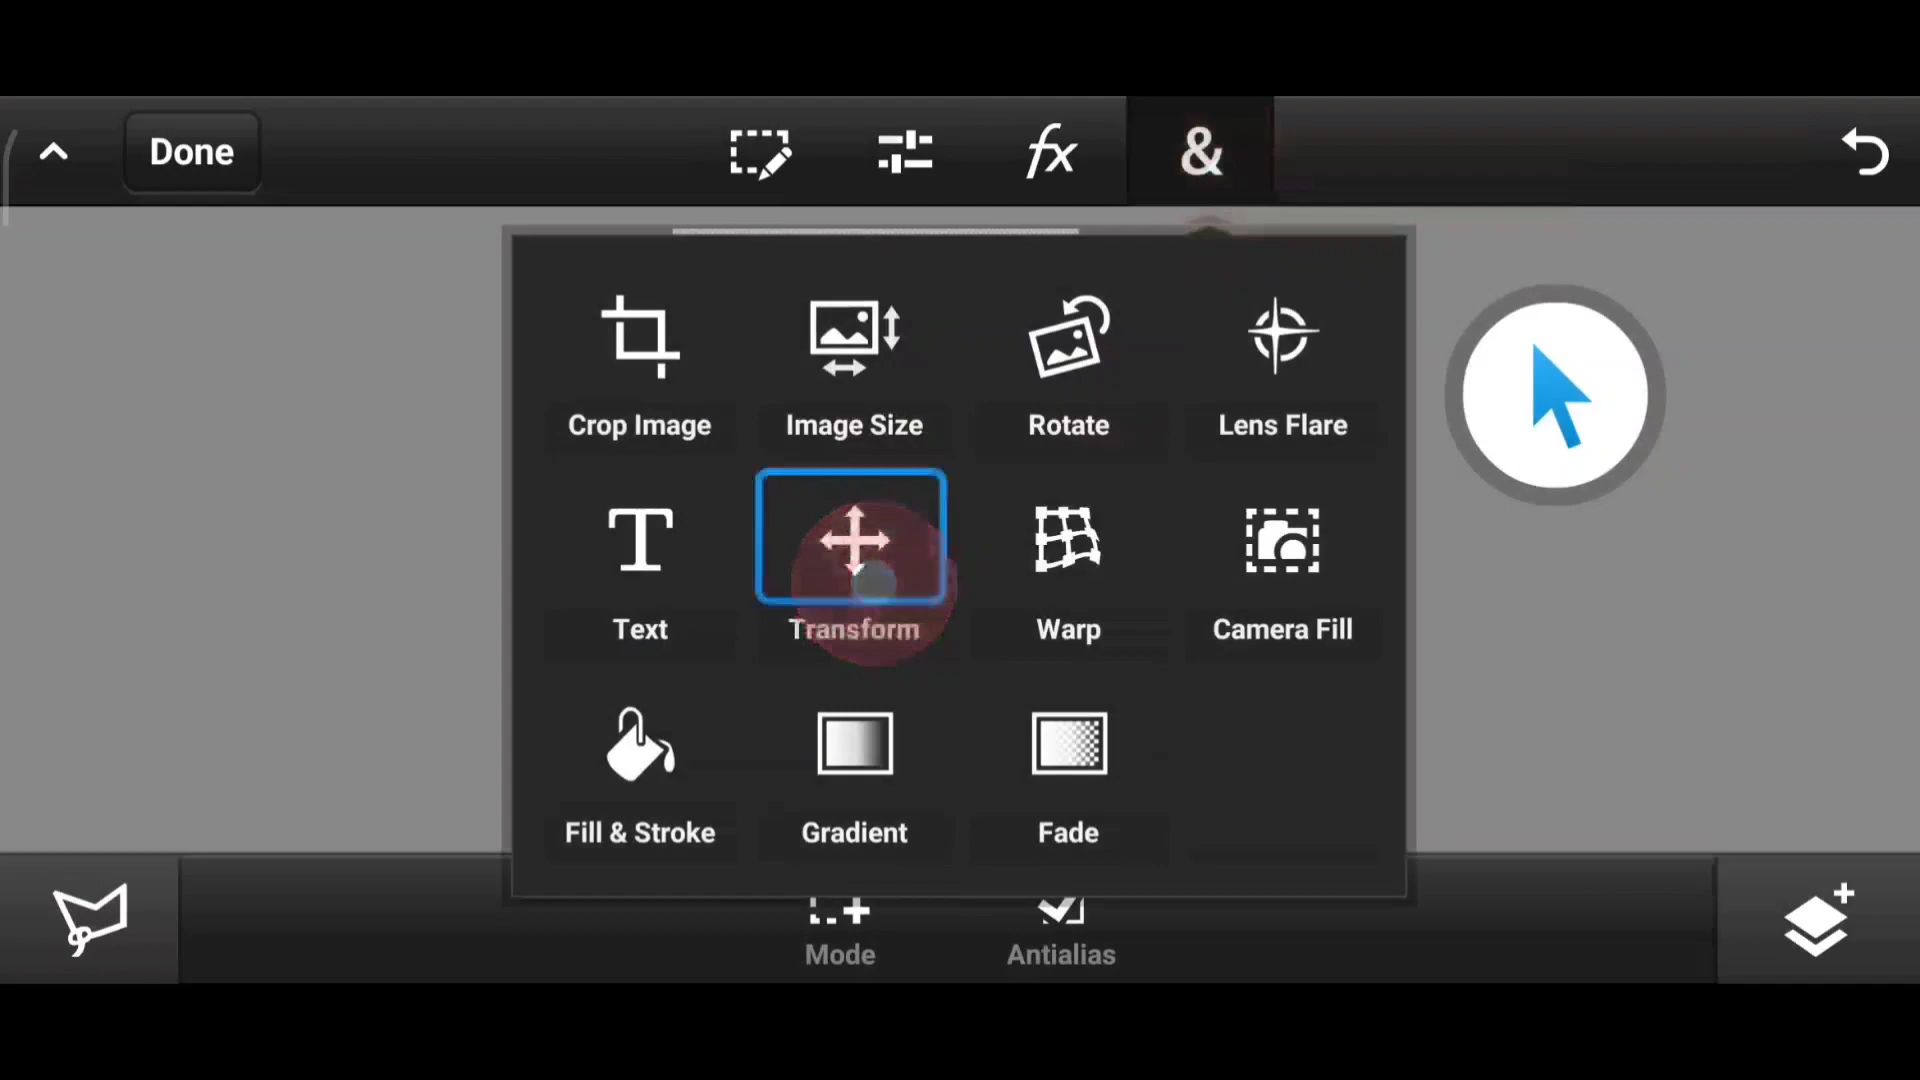 Done fx &
Crop Image Image Size Rotate Lens Flare
T
Text Transform Warp Camera Fill
Fill & Stroke Gradient Fade
Mode Antialias